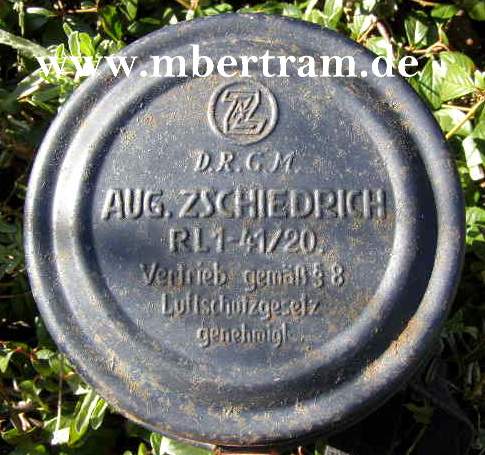 www.mbertram.de
Z
D.R.G.M.
AUG. ZSCHIEDRICH
RL1-41/20.
Vertrieb gemäß § 8
Luftschutzgesetz
genehmigt